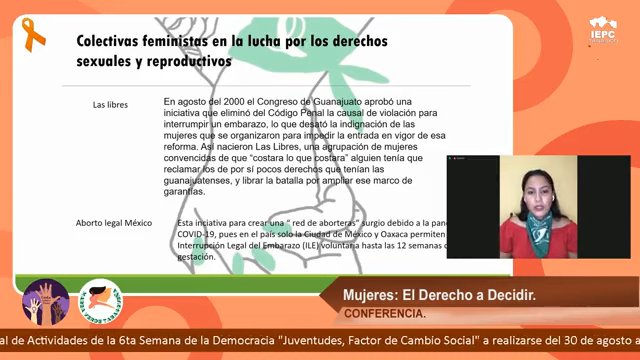 Colectivas feministas en la lucha por los derechos
sexuales y reproductivos
IEPC
Las libres
En agosto del 2000 el Congreso de Guanajuato aprobó una
iniciativa que eliminó del Código Penal la causal de violación para
interrumpir un embarazo, lo que desató la indignación de las
mujeres que se organizaron para impedir la entrada en vigor de esa
reforma. Así nacieron Las Libres, una agrupación de mujeres
convencidas de que “costara lo que costara” alguien tenía que
reclamar los de por sí pocos derechos que tenían las
guanajuatenses, y librar la batalla por ampliar ese marco de
garantías.
Aborto legal México
Esta iniciativa para crear una “ red de aborteras” surgio debido a la pand
COVID-19, pues en el país solo la Ciudad de México y Oaxaca permiten
Interrupción Legal del Embarazo (ILE) voluntaria hasta las 12 semanas d
gestación.
Mujeres: El Derecho a Decidir.
CONFERENCIA.
al de Actividades de la 6ta Semana de la Democracia "Juventudes, Factor de Cambio Social" a realizarse del 30 de agosto a